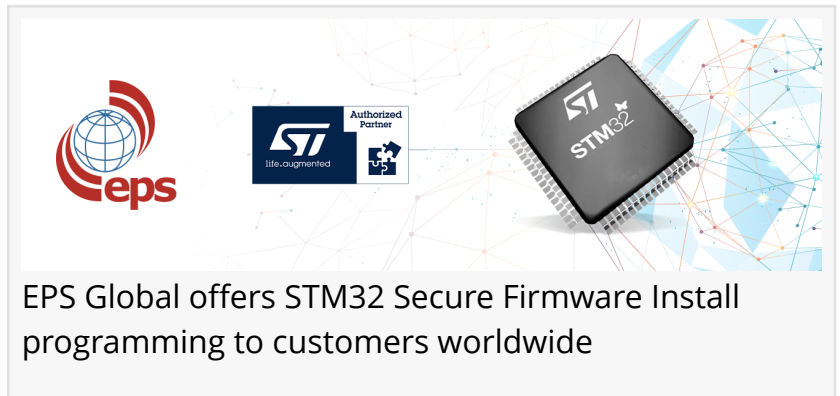 eps
ST
life.augmented
Authorized
Partner
ST
STM32
EPS Global offers STM32 Secure Firmware Install
programming to customers worldwide